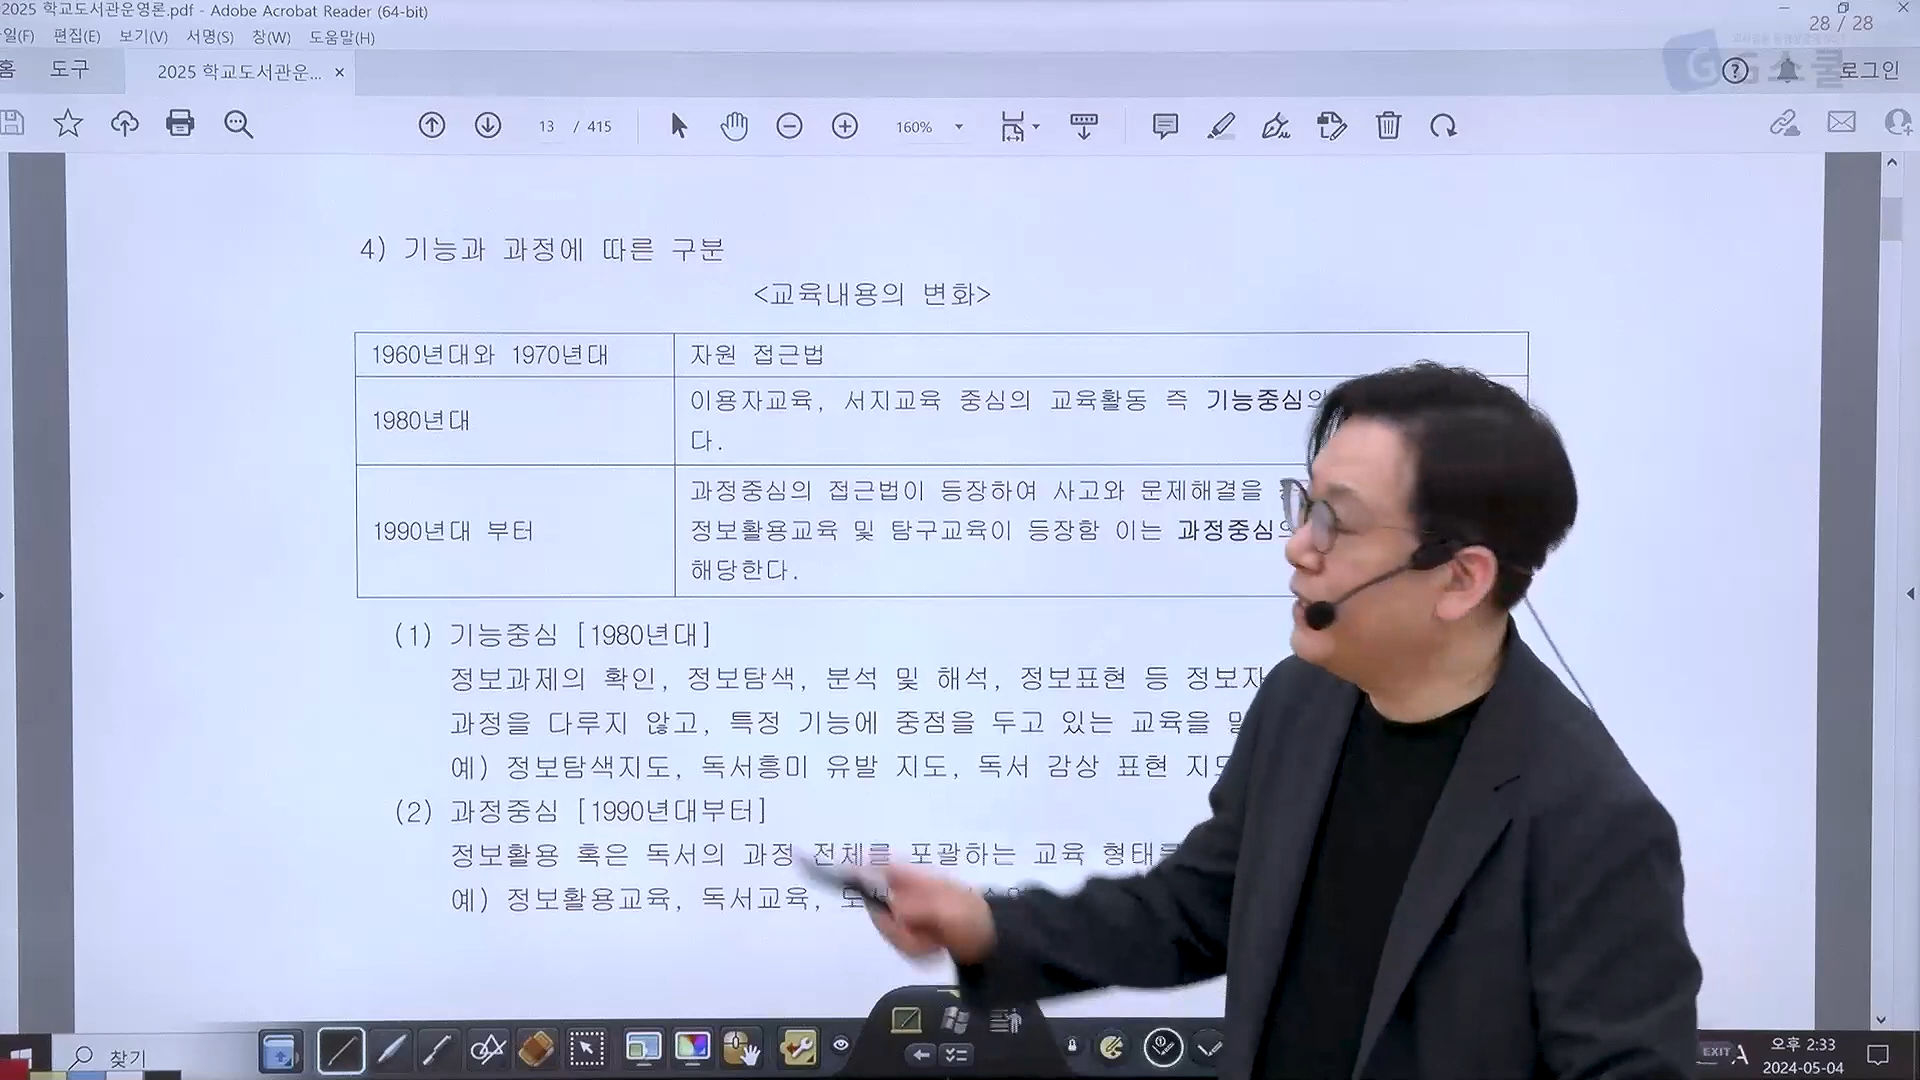 2025 학교도서관운영론.pdf - Adobe Acrobat Reader (64-bit)
28 / 28
일(F) 편집(E) 보기(V) 서명(S) 창(W) 도움말(H)
홈 도구 2025 학교도서관운... ×
G스쿨
로그인
13 / 415
160%
4) 기능과 과정에 따른 구분
<교육내용의 변화>
1960년대와 1970년대 자원 접근법
1980년대
이용자교육, 서지교육 중심의 교육활동 즉 기능중심의
다.
1990년대 부터
과정중심의 접근법이 등장하여 사고와 문제해결을
정보활용교육 및 탐구교육이 등장함 이는 과정중심의
해당한다.
(1) 기능중심 [1980년대]
정보과제의 확인, 정보탐색, 분석 및 해석, 정보표현 등 정보자
과정을 다루지 않고, 특정 기능에 중점을 두고 있는 교육을
예) 정보탐색지도, 독서흥미 유발 지도, 독서 감상 표현 지도
(2) 과정중심 [1990년대부터]
정보활용 혹은 독서의 과정 전체를 포괄하는 교육 형태를
예) 정보활용교육, 독서교육,
찾기
EXIT
A
오후 2:33
2024-05-04